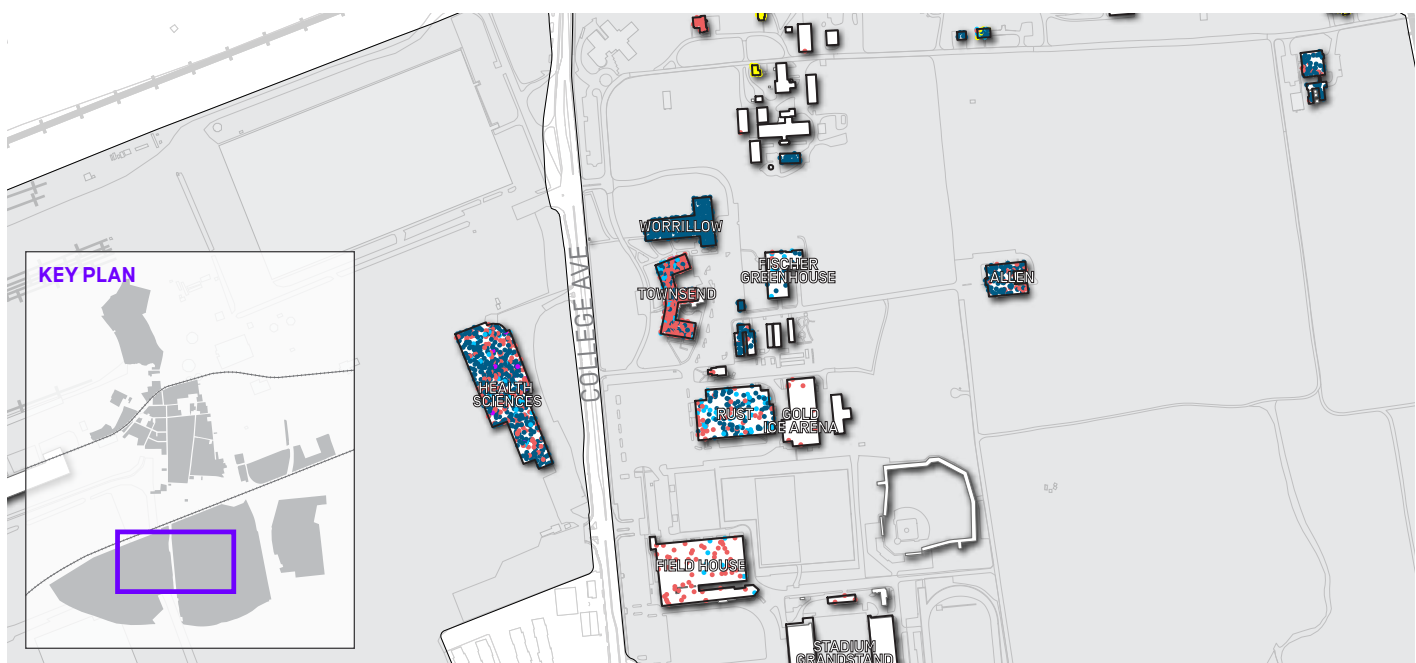 KEY PLAN
COLLEGE AVE
WORRILLOW
TOWNSEND
FISCHER
GREENHOUSE
ALLEN
HEALTH
SCIENCES
RUST
GOLD
ICE ARENA
FIELD HOUSE
STADIUM
GRANDSTAND